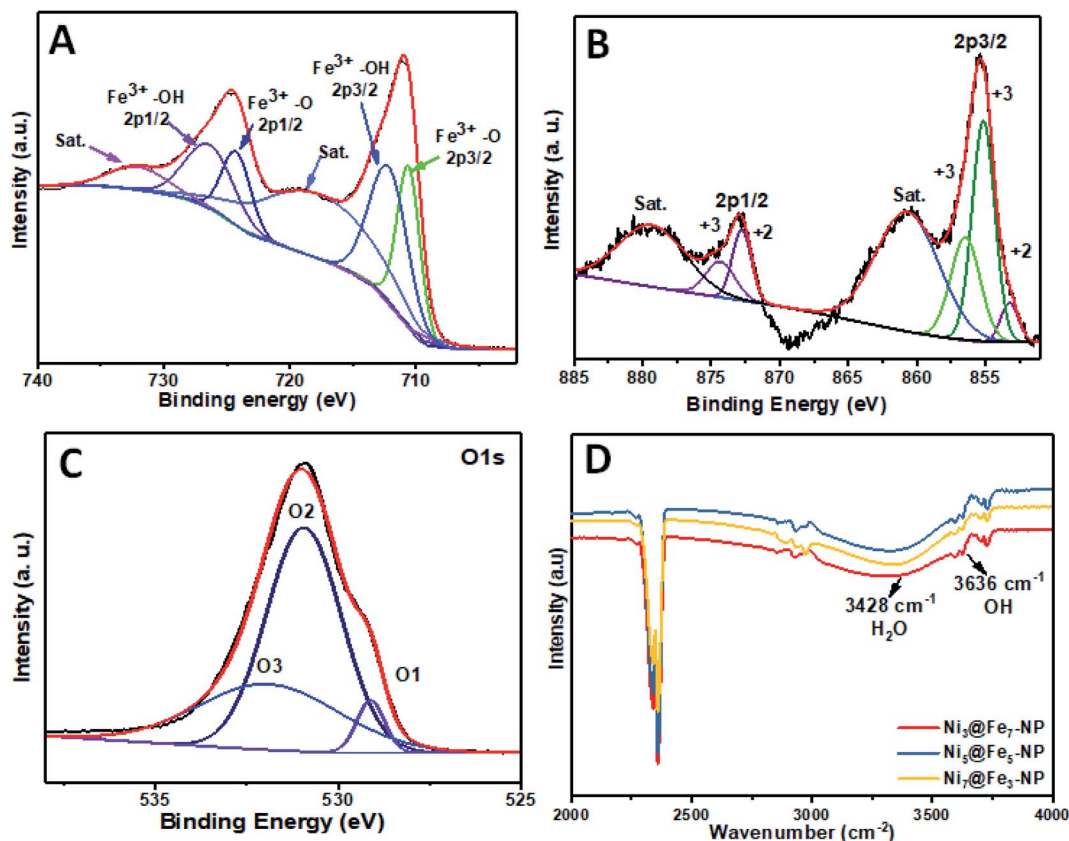 A
Fe³⁺ -OH
2p1/2
Fe³⁺ -O
2p1/2
Sat.
Sat.
Fe³⁺ -OH
2p3/2
Fe³⁺ -O
2p3/2
Intensity (a.u.)
740 730 720 710
Binding energy (eV)
B
2p3/2
+3
+3
+2
Sat.
2p1/2
+3
+2
Sat.
Intensity (a. u.)
885 880 875 870 865 860 855
Binding Energy (eV)
C
O1s
O2
O3
O1
Intensity (a. u.)
535 530 525
Binding Energy (eV)
D
3428 cm⁻¹
H₂O
3636 cm⁻¹
OH
Ni₃@Fe₇-NP
Ni₅@Fe₅-NP
Ni₇@Fe₃-NP
Intensity (a.u)
2000 2500 3000 3500 4000
Wavenumber (cm⁻²)